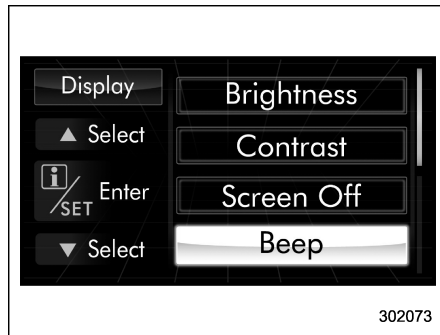 Display
▲ Select
i/SET Enter
▼ Select
Brightness
Contrast
Screen Off
Beep
302073